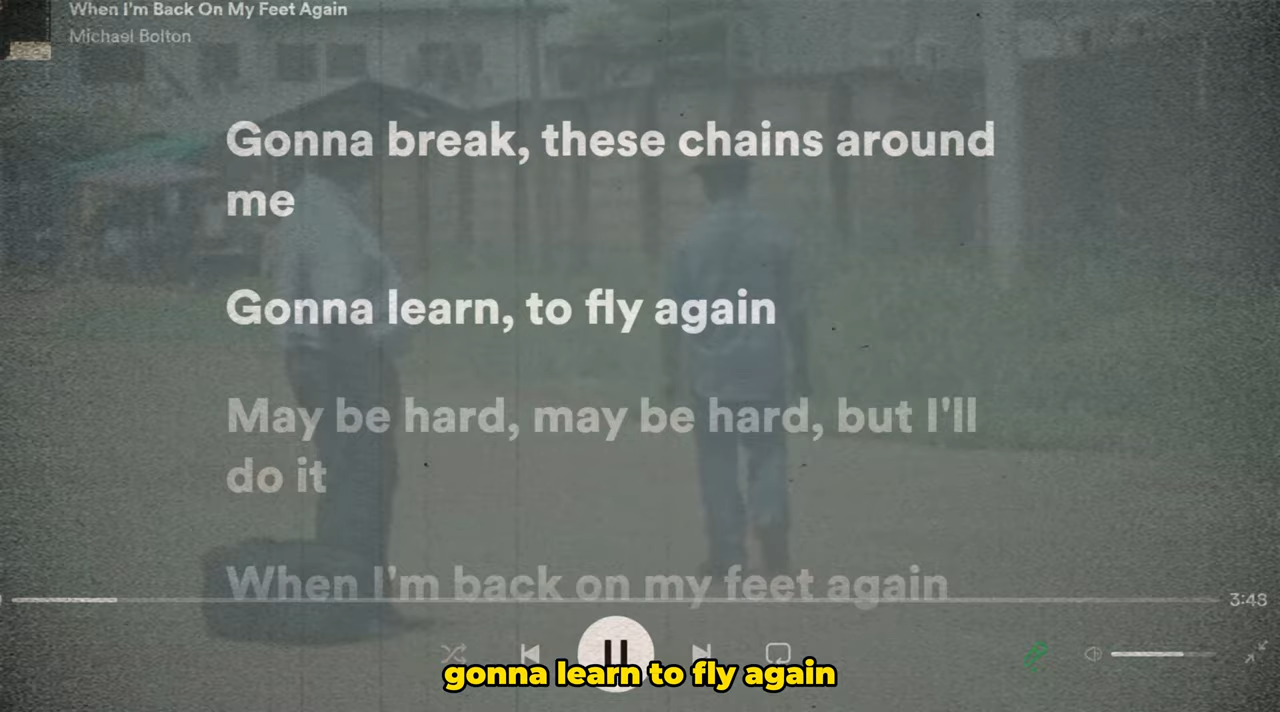 When I'm Back On My Feet Again
Michael Bolton
Gonna break, these chains around
me
Gonna learn, to fly again
May be hard, may be hard, but I'll
do it
When I'm back on my feet again
3:48
gonna learn to fly again